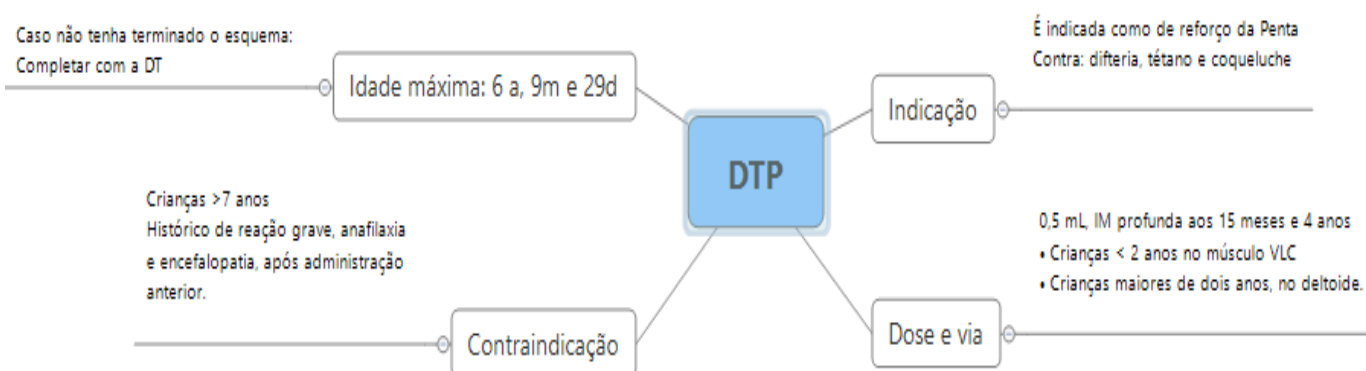 Caso não tenha terminado o esquema:
Completar com a DT
Idade máxima: 6 a, 9m e 29d
DTP
É indicada como de reforço da Penta
Contra: difteria, tétano e coqueluche
Indicação
Crianças >7 anos
Histórico de reação grave, anafilaxia
e encefalopatia, após administração
anterior.
Contraindicação
0,5 mL, IM profunda aos 15 meses e 4 anos
• Crianças < 2 anos no músculo VLC
• Crianças maiores de dois anos, no deltoide.
Dose e via